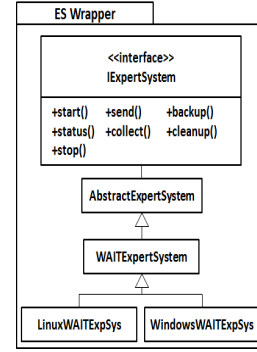 ES Wrapper
<<interface>>
IExpertSystem
+start() +send() +backup()
+status() +collect() +cleanup()
+stop()
AbstractExpertSystem
WAITExpertSystem
LinuxWAITExpSys WindowsWAITExpSys